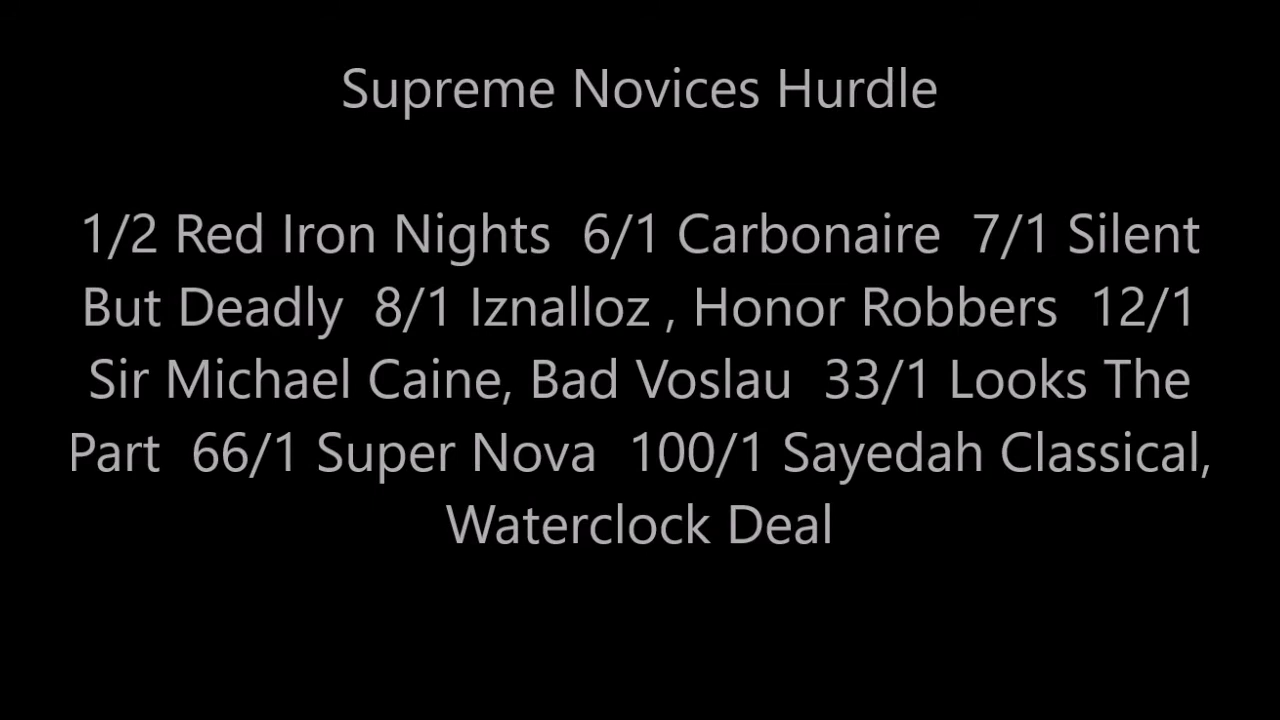 Supreme Novices Hurdle
1/2 Red Iron Nights  6/1 Carbonaire  7/1 Silent
But Deadly  8/1 Iznalloz , Honor Robbers  12/1
Sir Michael Caine, Bad Voslau  33/1 Looks The
Part  66/1 Super Nova  100/1 Sayedah Classical,
Waterclock Deal